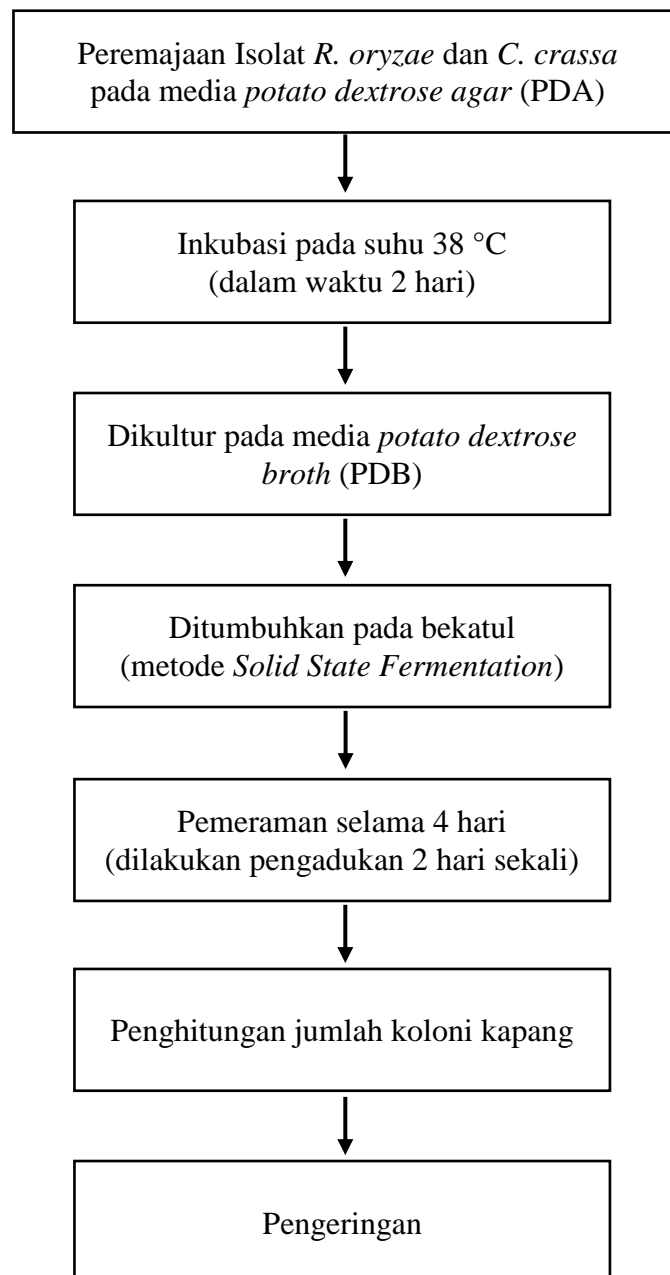 Peremajaan Isolat R. oryzae dan C. crassa
pada media potato dextrose agar (PDA)
Inkubasi pada suhu 38 °C
(dalam waktu 2 hari)
Dikultur pada media potato dextrose
broth (PDB)
Ditumbuhkan pada bekatul
(metode Solid State Fermentation)
Pemeraman selama 4 hari
(dilakukan pengadukan 2 hari sekali)
Penghitungan jumlah koloni kapang
Pengeringan